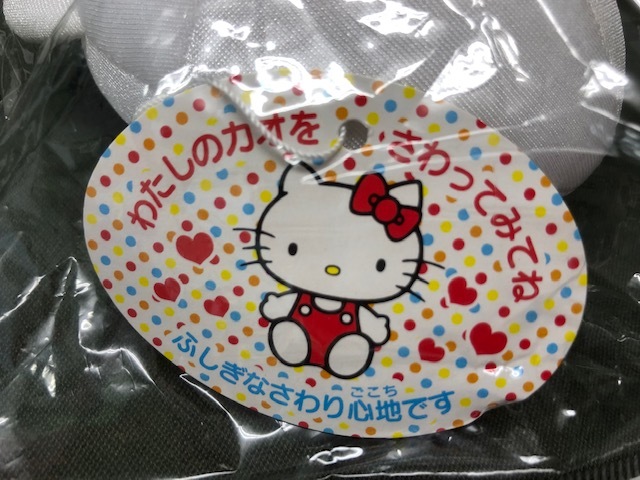 わたしのカオを
さわってみてね
ふしぎなさわり心地です
ごこち